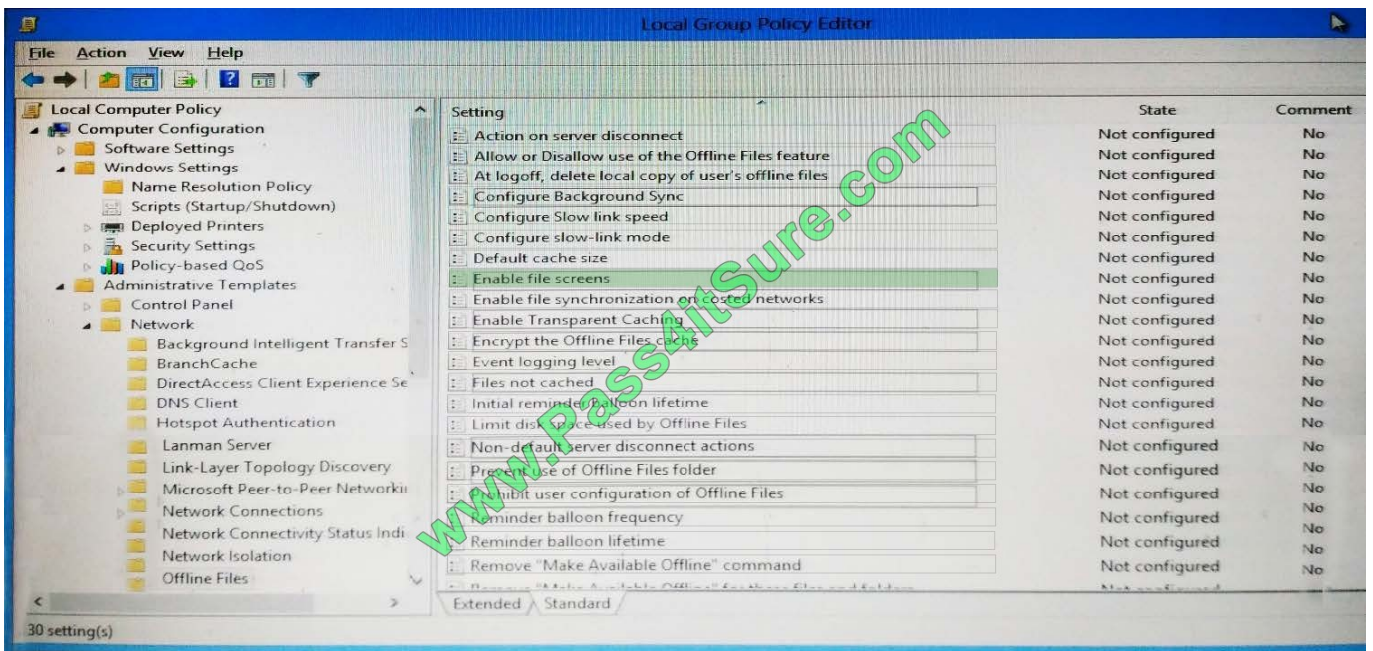 Local Group Policy Editor
File Action View Help
Local Computer Policy
Computer Configuration
Software Settings
Windows Settings
Name Resolution Policy
Scripts (Startup/Shutdown)
Deployed Printers
Security Settings
Policy-based QoS
Administrative Templates
Control Panel
Network
Background Intelligent Transfer S
BranchCache
DirectAccess Client Experience Se
DNS Client
Hotspot Authentication
Lanman Server
Link-Layer Topology Discovery
Microsoft Peer-to-Peer Networkin
Network Connections
Network Connectivity Status Indi
Network Isolation
Offline Files
Setting State Comment
Action on server disconnect Not configured No
Allow or Disallow use of the Offline Files feature Not configured No
At logoff, delete local copy of user's offline files Not configured No
Configure Background Sync Not configured No
Configure Slow link speed Not configured No
Configure slow-link mode Not configured No
Default cache size Not configured No
Enable file screens Not configured No
Enable file synchronization on costed networks Not configured No
Enable Transparent Caching Not configured No
Encrypt the Offline Files cache Not configured No
Event logging level Not configured No
Files not cached Not configured No
Initial reminder balloon lifetime Not configured No
Limit disk space used by Offline Files Not configured No
Non-default server disconnect actions Not configured No
Prevent use of Offline Files folder Not configured No
Prohibit user configuration of Offline Files Not configured No
Reminder balloon frequency Not configured No
Reminder balloon lifetime Not configured No
Remove "Make Available Offline" command Not configured No
Extended Standard
30 setting(s)
www.Pass4itSure.com